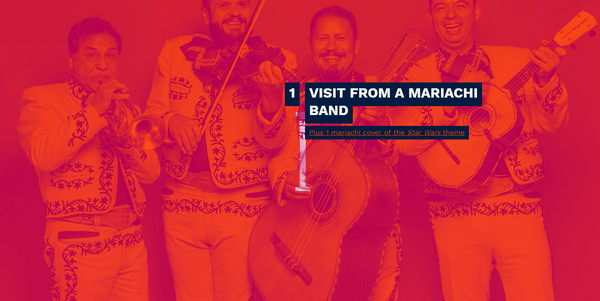 1 VISIT FROM A MARIACHI
BAND
Plus 1 mariachi cover of the Star Wars theme